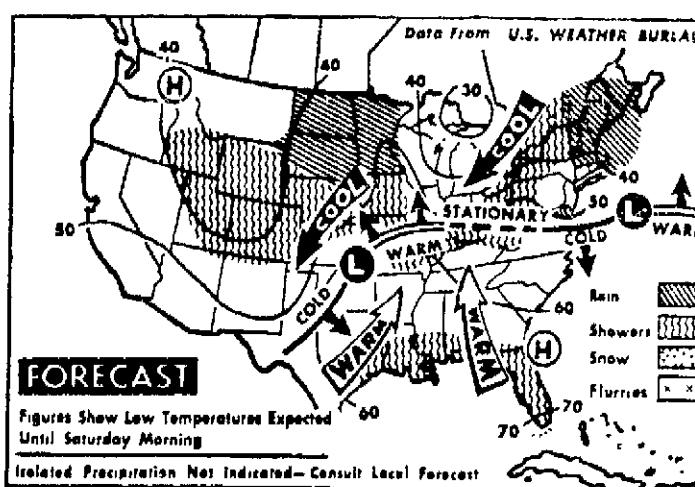 Data From U.S. WEATHER BUREAU
40
H
40
40
30
COOL
COOL
40
50
50
STATIONARY
L
WARM
COLD
WARM
L
COLD
60
Rain
Showers
Snow
Flurries
WARM
WARM
H
FORECAST
60
70
70
Figures Show Low Temperatures Expected
Until Saturday Morning
Isolated Precipitation Not Indicated—Consult Local Forecast